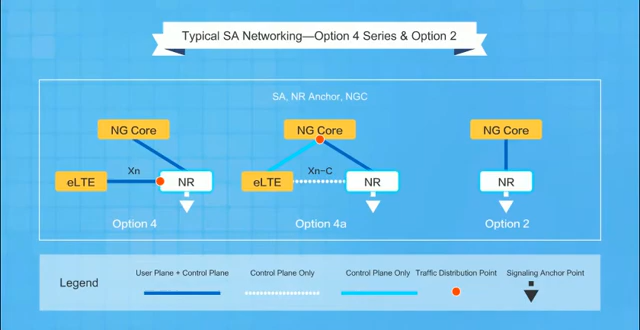 Typical SA Networking—Option 4 Series & Option 2
SA, NR Anchor, NGC
NG Core
NG Core
NG Core
Xn
Xn-C
eLTE
NR
eLTE
NR
NR
Option 4
Option 4a
Option 2
Legend
User Plane + Control Plane
Control Plane Only
Control Plane Only
Traffic Distribution Point
Signaling Anchor Point